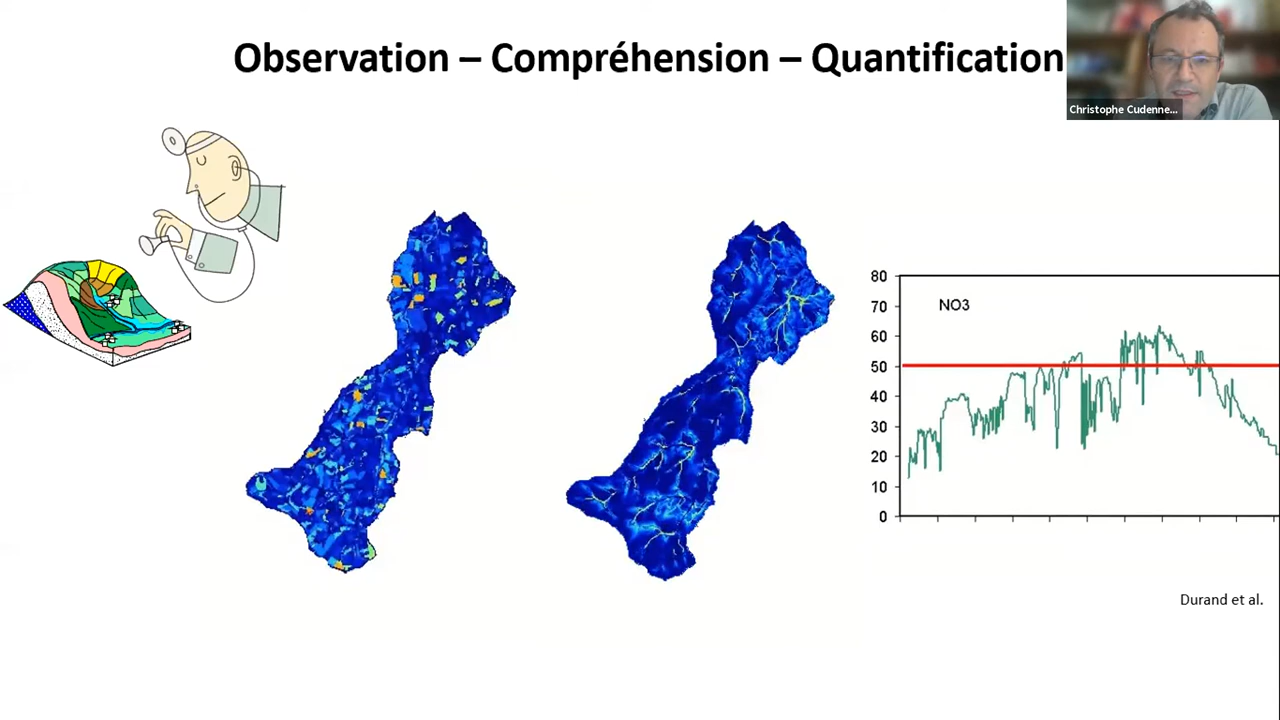 Observation – Compréhension – Quantification
Christophe Cudenne...
NO3
80
70
60
50
40
30
20
10
0
Durand et al.